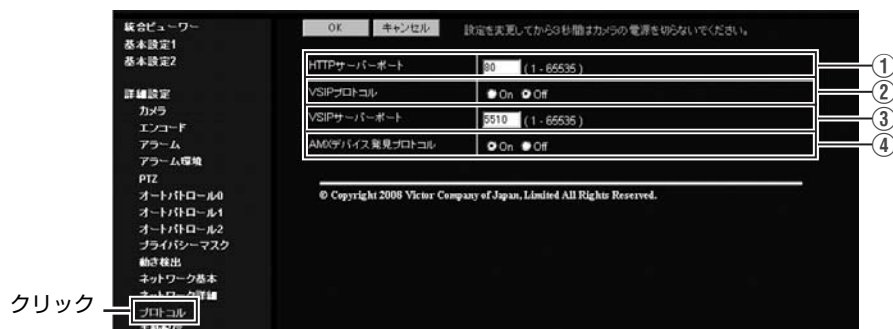 統合ビューワー
基本設定1
基本設定2
詳細設定
カメラ
エンコード
アラーム
アラーム環境
PTZ
オートパトロール0
オートパトロール1
オートパトロール2
プライバシーマスク
動き検出
ネットワーク基本
ネットワーク詳細
プロトコル
クリック
OK キャンセル 設定を変更してから3秒間はカメラの電源を切らないでください。
HTTPサーバーポート 80 (1 - 65535) ①
VSIPプロトコル On Off ②
VSIPサーバーポート 5510 (1 - 65535) ③
AMXデバイス発見プロトコル On Off ④
© Copyright 2008 Victor Company of Japan, Limited All Rights Reserved.